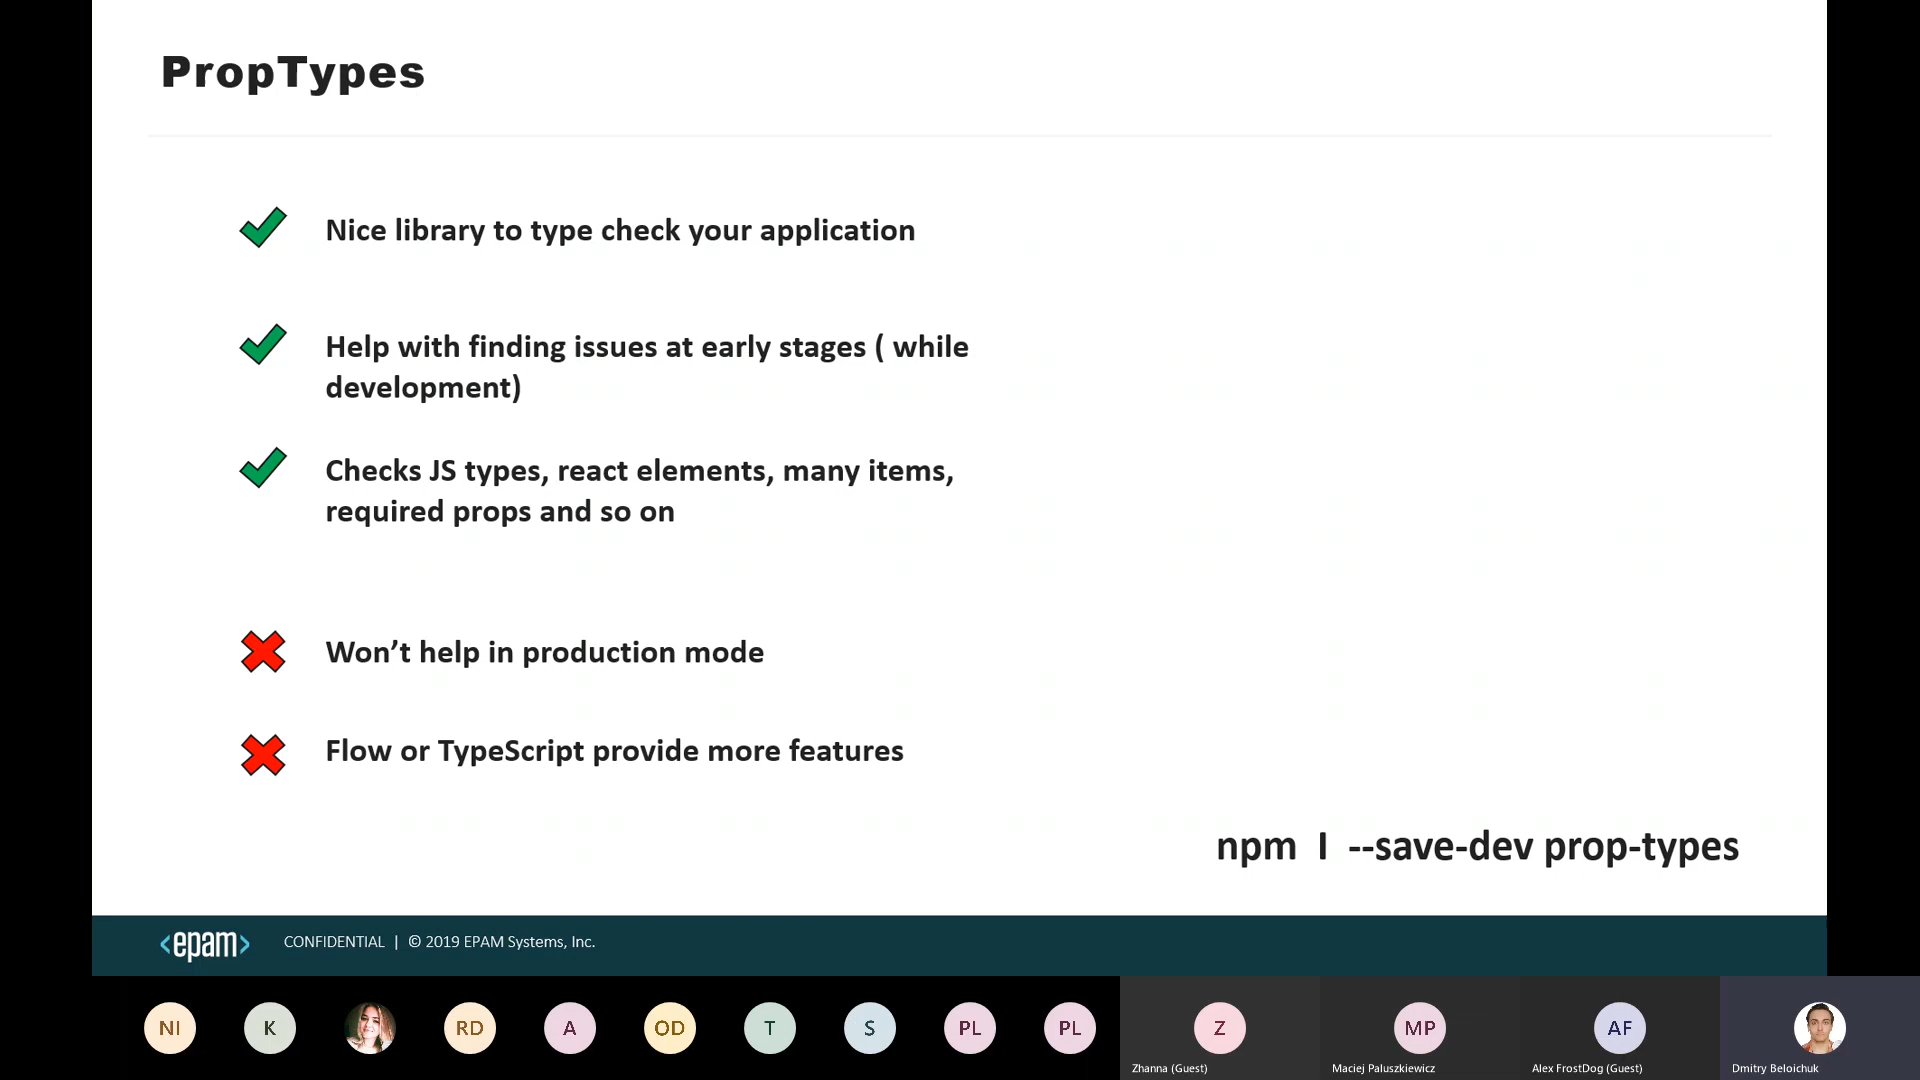 PropTypes
Nice library to type check your application
Help with finding issues at early stages ( while
development)
Checks JS types, react elements, many items,
required props and so on
Won’t help in production mode
Flow or TypeScript provide more features
npm I --save-dev prop-types
<epam> CONFIDENTIAL | © 2019 EPAM Systems, Inc.
NI K RD A OD T S PL PL Z MP AF
Zhanna (Guest) Maciej Paluszkiewicz Alex FrostDog (Guest) Dmitry Beloichuk